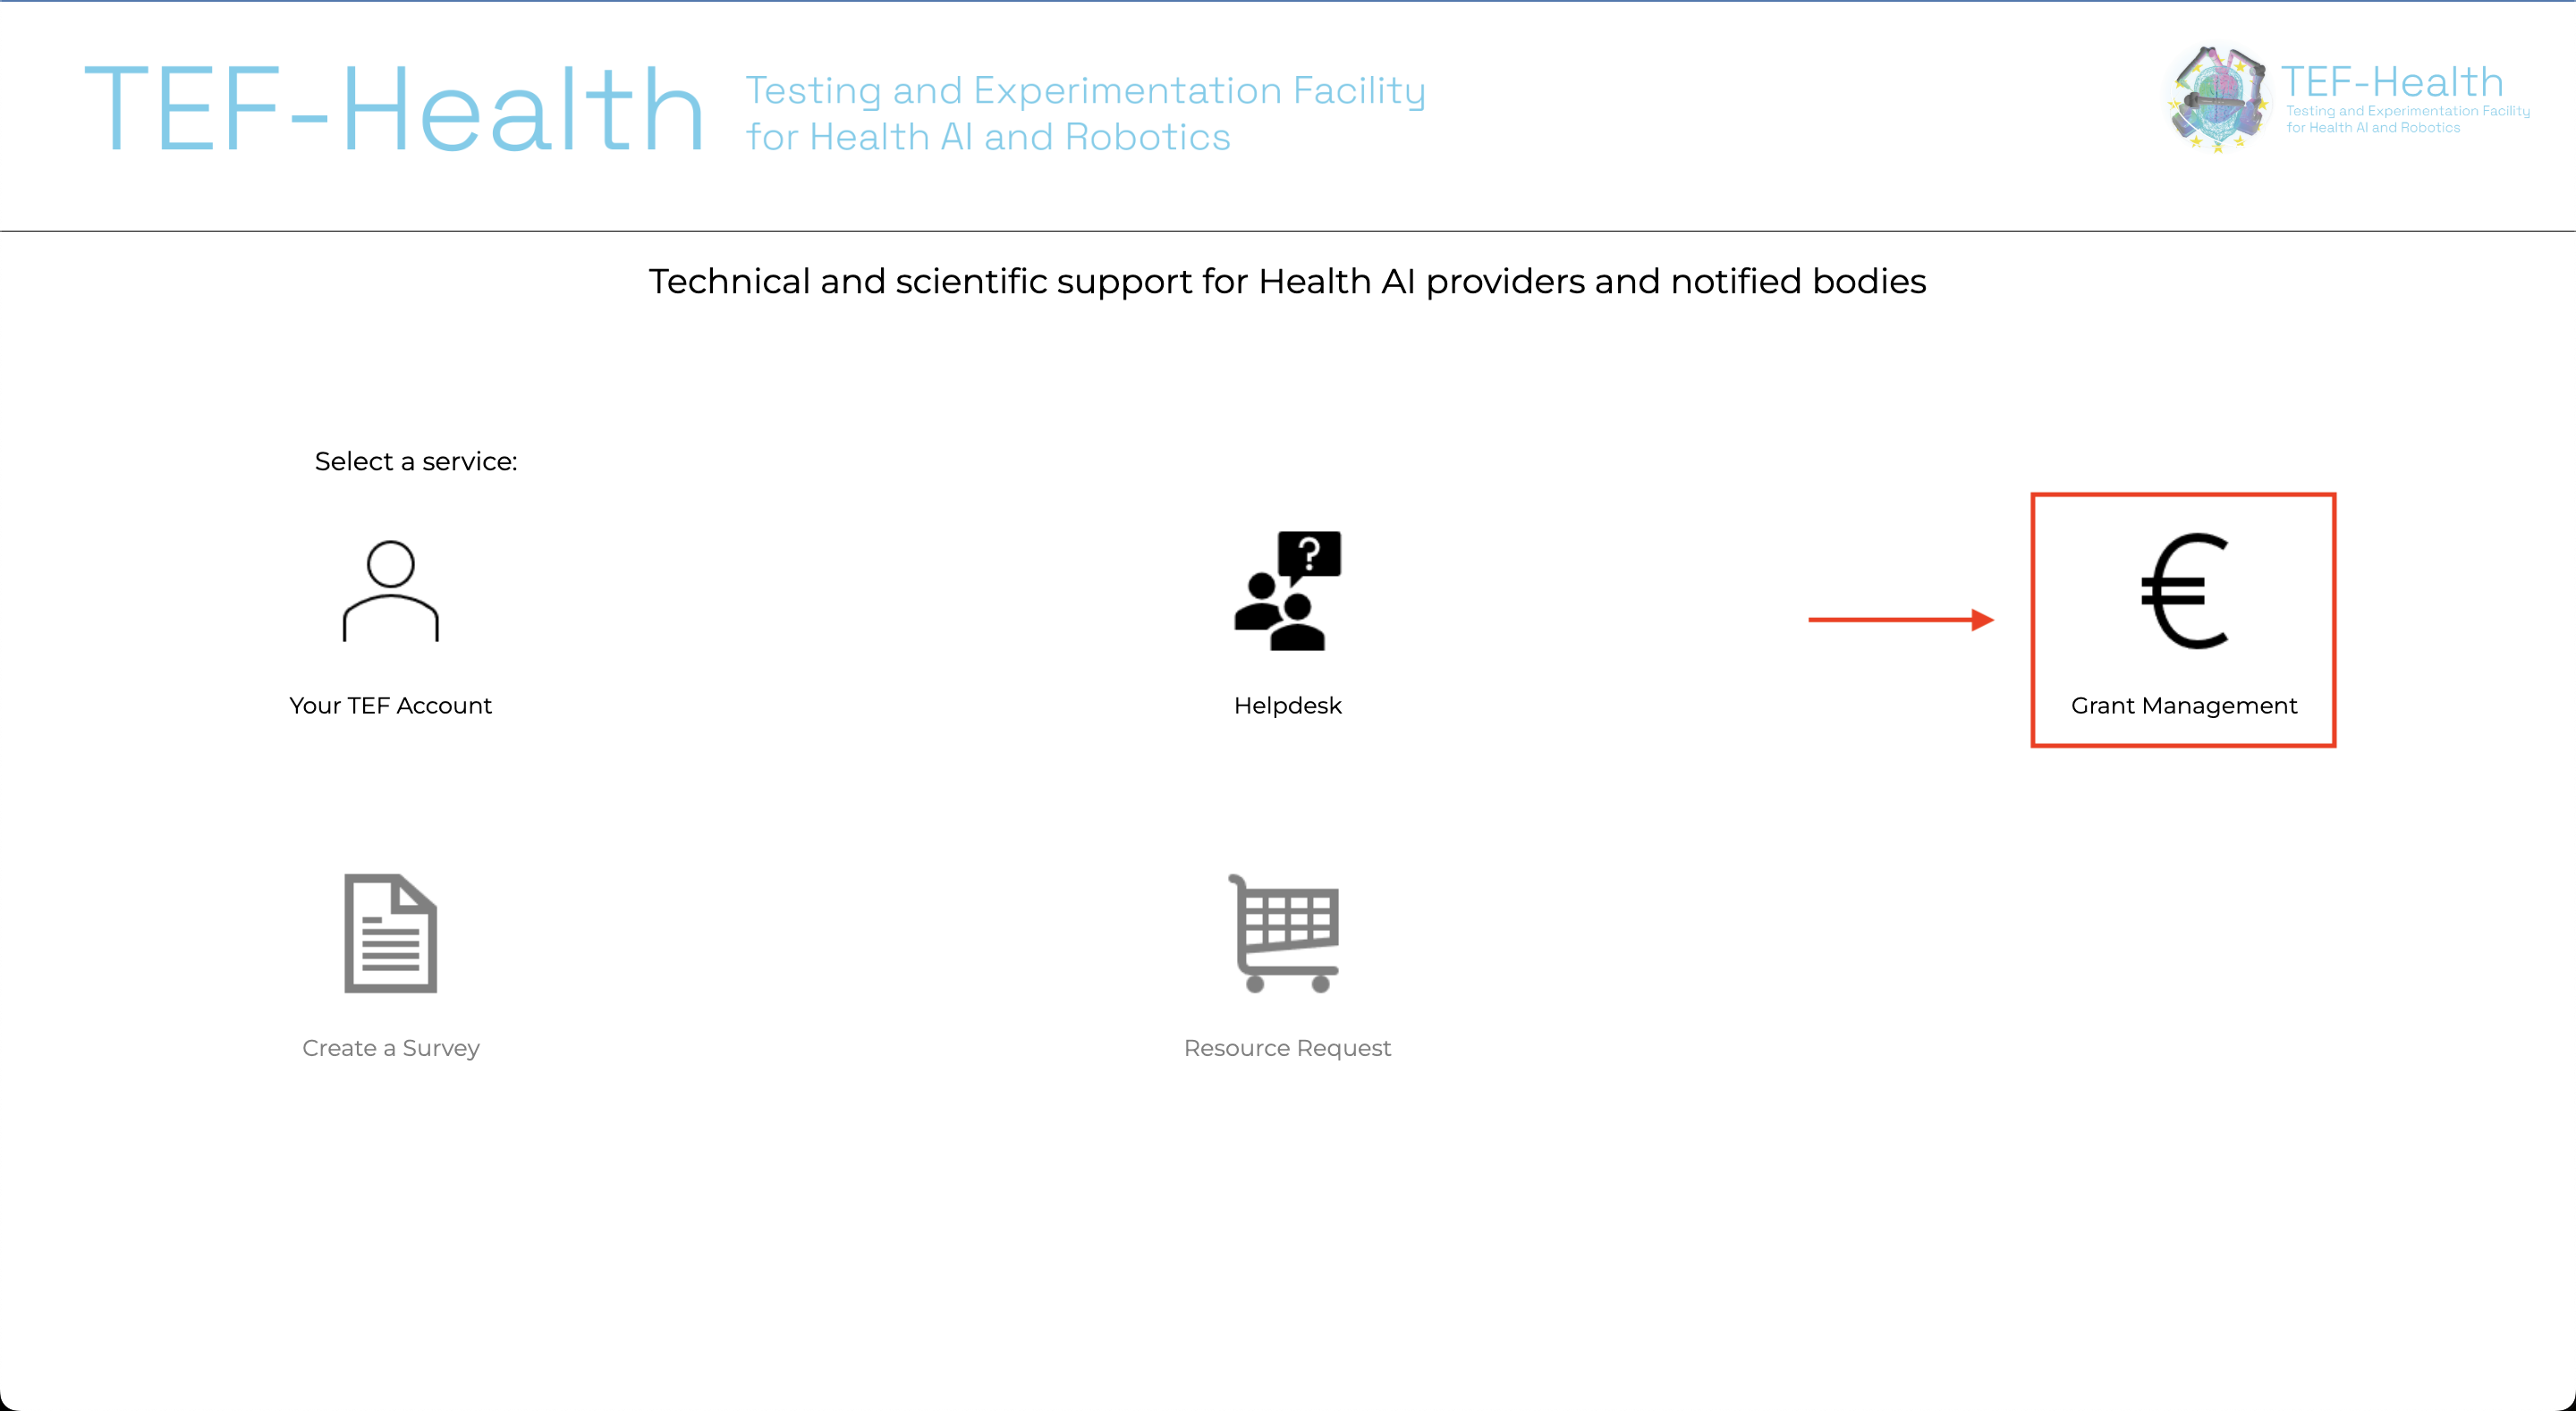 TEF-Health
Testing and Experimentation Facility
for Health AI and Robotics
TEF-Health
Testing and Experimentation Facility
for Health AI and Robotics
Technical and scientific support for Health AI providers and notified bodies
Select a service:
?
€
Your TEF Account
Helpdesk
Grant Management
Create a Survey
Resource Request